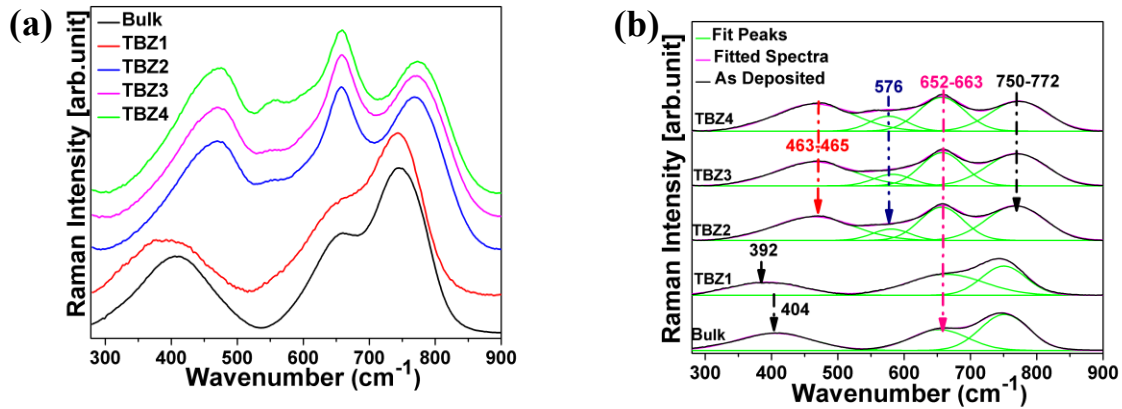 (a)
Raman Intensity [arb.unit]
Bulk
TBZ1
TBZ2
TBZ3
TBZ4
300 400 500 600 700 800 900
Wavenumber (cm-1)
(b)
Raman Intensity [arb.unit]
Fit Peaks
Fitted Spectra
As Deposited
576
652-663
750-772
TBZ4
463-465
TBZ3
TBZ2
392
TBZ1
404
Bulk
300 400 500 600 700 800 900
Wavenumber (cm-1)